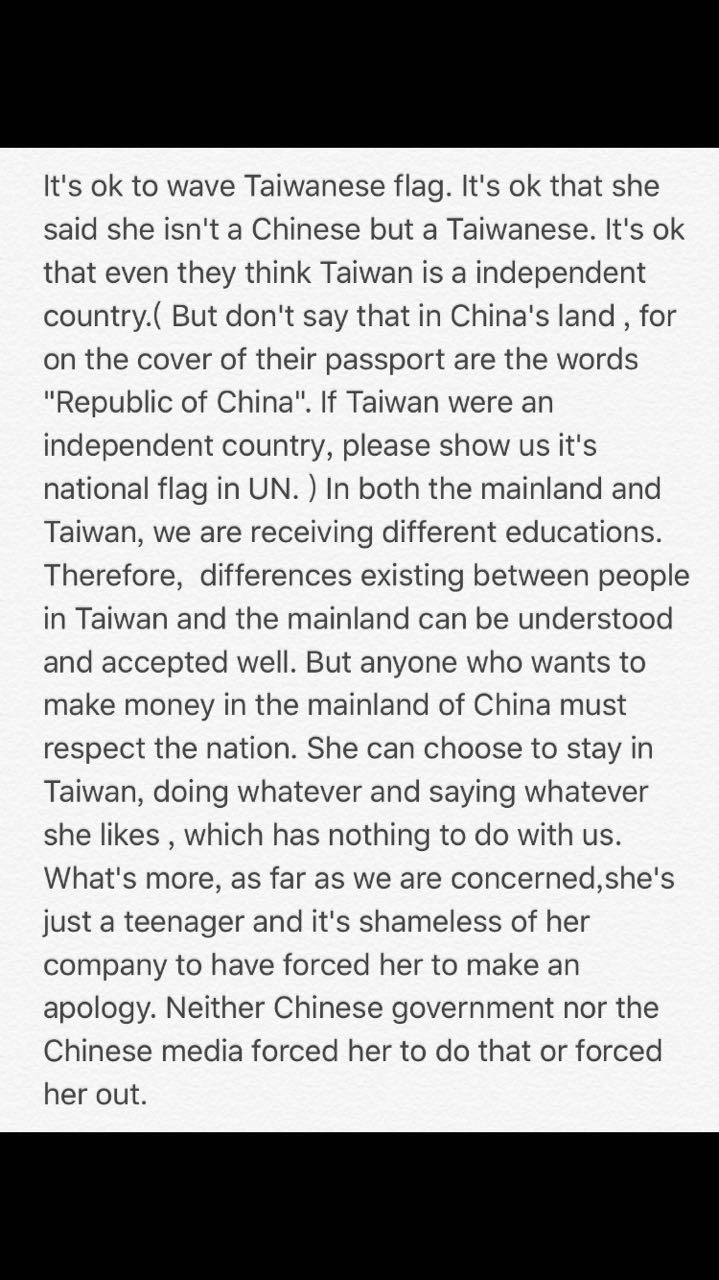 It's ok to wave Taiwanese flag. It's ok that she
said she isn't a Chinese but a Taiwanese. It's ok
that even they think Taiwan is a independent
country.( But don't say that in China's land , for
on the cover of their passport are the words
"Republic of China". If Taiwan were an
independent country, please show us it's
national flag in UN. ) In both the mainland and
Taiwan, we are receiving different educations.
Therefore,  differences existing between people
in Taiwan and the mainland can be understood
and accepted well. But anyone who wants to
make money in the mainland of China must
respect the nation. She can choose to stay in
Taiwan, doing whatever and saying whatever
she likes , which has nothing to do with us.
What's more, as far as we are concerned,she's
just a teenager and it's shameless of her
company to have forced her to make an
apology. Neither Chinese government nor the
Chinese media forced her to do that or forced
her out.